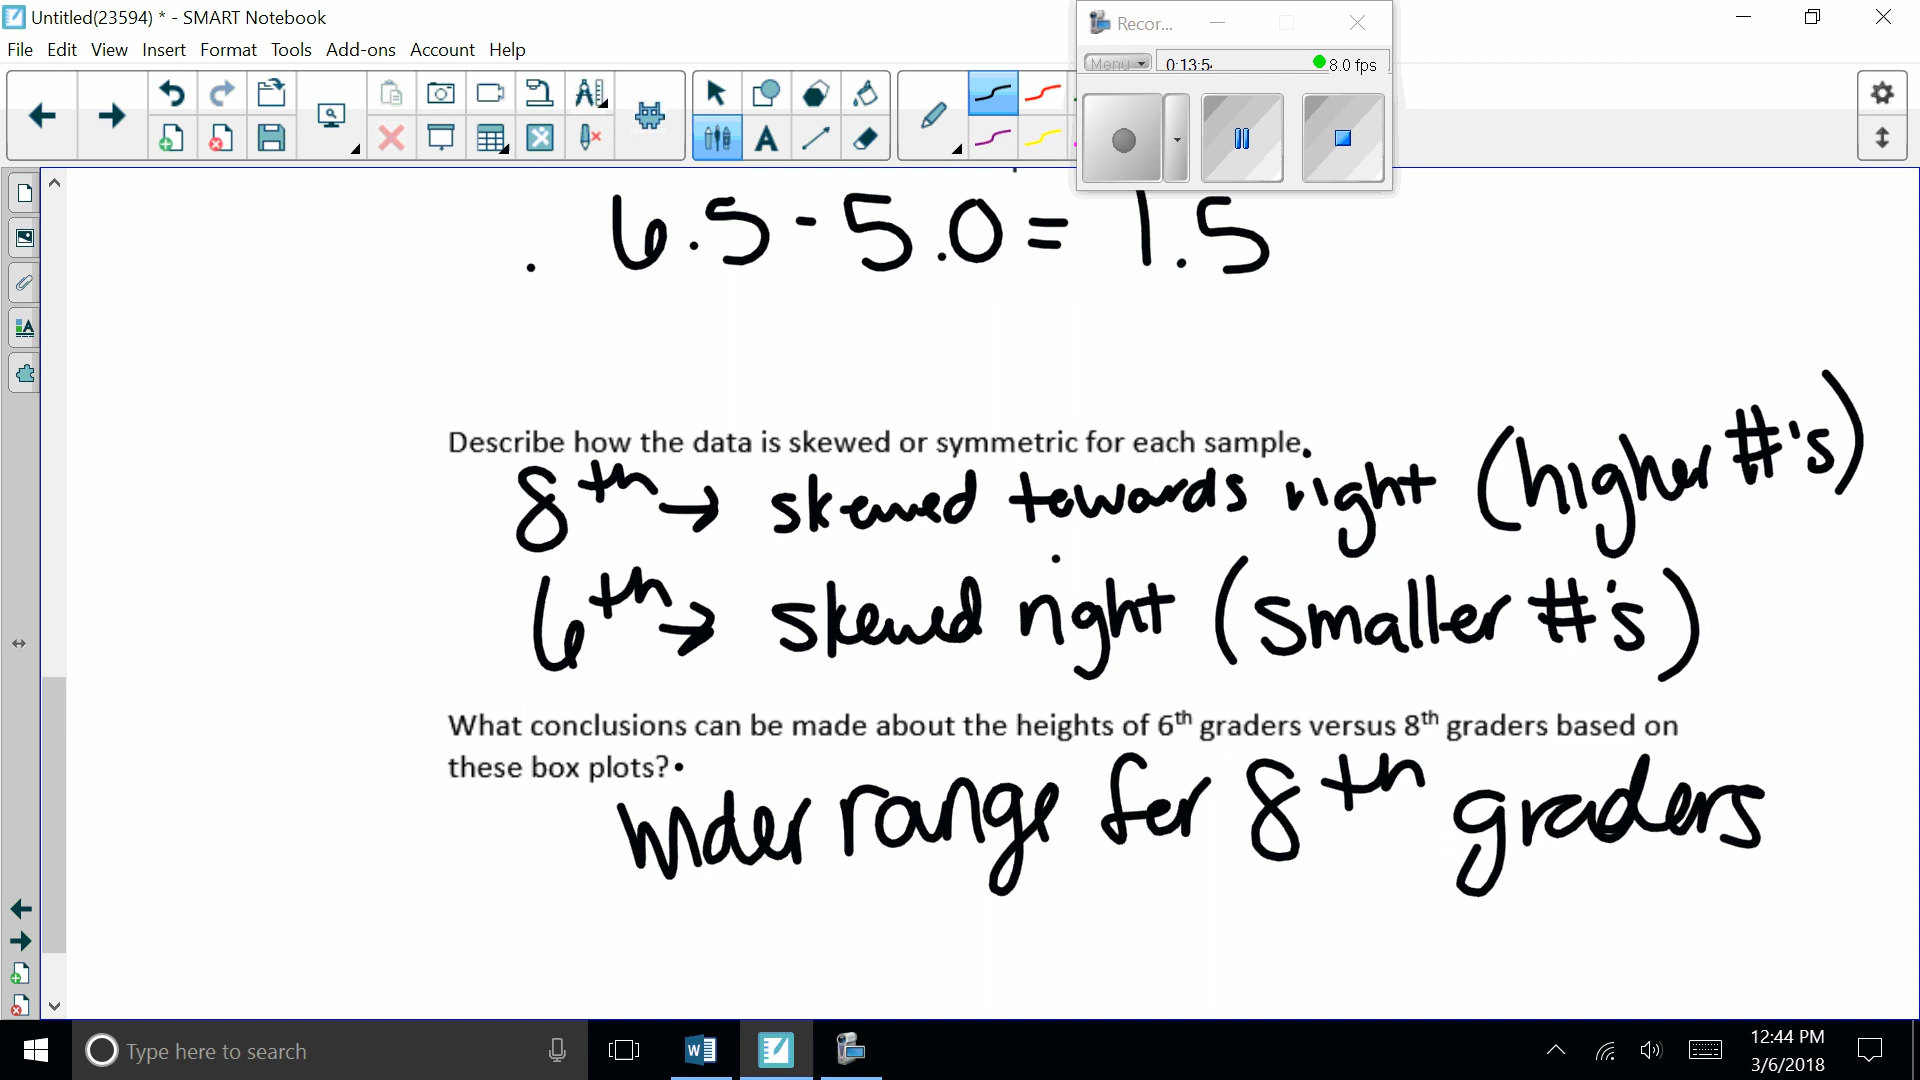 Untitled(23594) * - SMART Notebook
Recor...
File Edit View Insert Format Tools Add-ons Account Help
Menu
8.0 fps
A
A
6.5 - 5.0 = 1.5
Describe how the data is skewed or symmetric for each sample.
8th → skewed towards right (higher #'s)
6th → skewed right (smaller #'s)
What conclusions can be made about the heights of 6th graders versus 8th graders based on
these box plots?
wider range for 8th graders
Type here to search
12:44 PM
3/6/2018